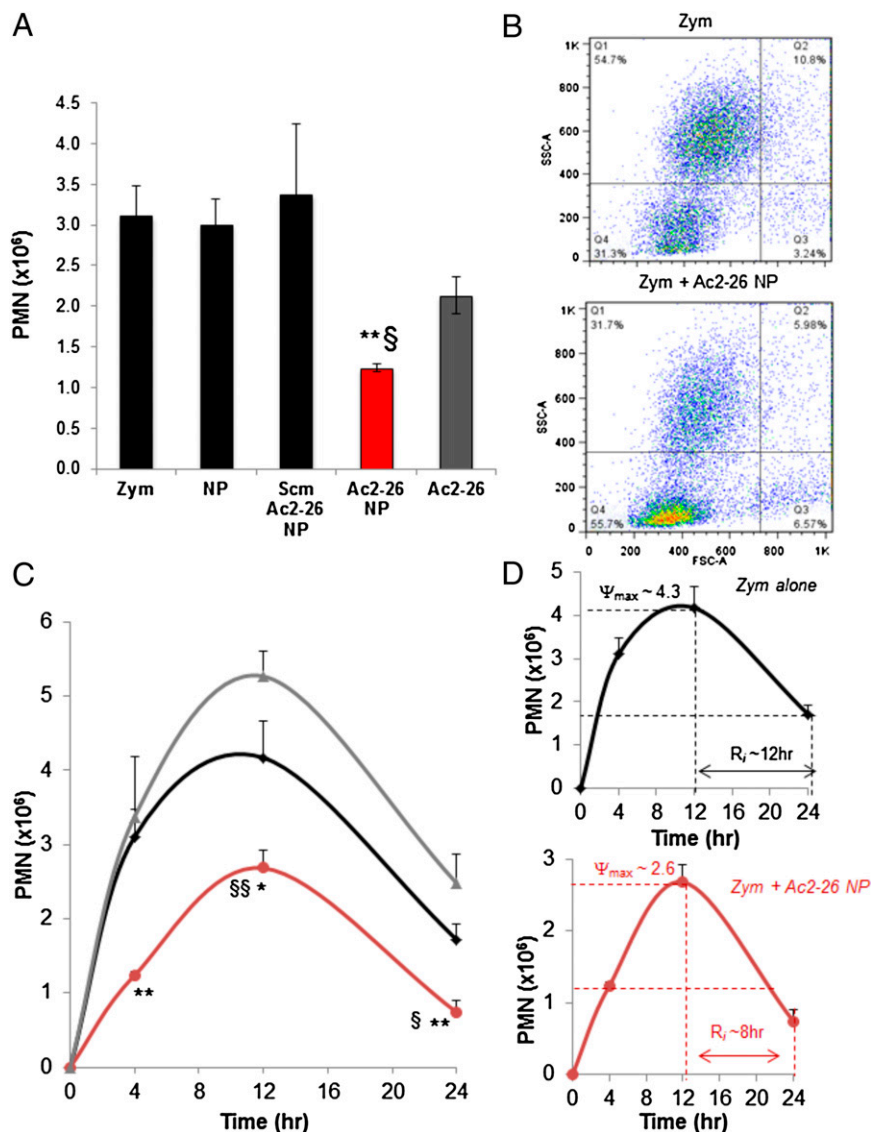 A
PMN (x10⁶)
4.5
4.0
3.5
3.0
2.5
2.0
1.5
1.0
0.5
0.0
**§
Zym
NP
Scm
Ac2-26
NP
Ac2-26
NP
Ac2-26
B
Zym
SSC-A
1K
800
600
400
200
0
Q1
54.7%
Q2
10.8%
Q4
31.3%
Q3
3.24%
Zym + Ac2-26 NP
SSC-A
1K
800
600
400
200
0
Q1
31.7%
Q2
5.98%
Q4
55.7%
Q3
6.57%
0 200 400 600 800 1K
FSC-A
C
PMN (x10⁶)
6
5
4
3
2
1
0
**
§§ *
§ **
0 4 8 12 16 20 24
Time (hr)
D
PMN (x10⁶)
5
4
3
2
1
0
Ψmax ~ 4.3
Zym alone
Ri ~12hr
0 4 8 12 16 20 24
Time (hr)
PMN (x10⁶)
3
2
1
0
Ψmax ~ 2.6
Zym + Ac2-26 NP
Ri ~8hr
0 4 8 12 16 20 24
Time (hr)